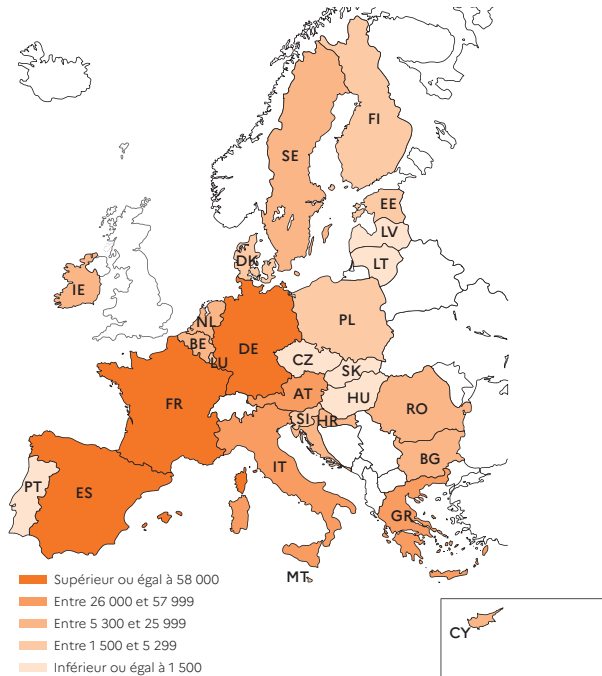 FI
SE
EE
LV
DK
LT
IE
NL
PL
BE
DE
CZ
LU
SK
AT
HU
FR
RO
SI
HR
BG
IT
PT
ES
GR
MT
Supérieur ou égal à 58 000
Entre 26 000 et 57 999
Entre 5 300 et 25 999
Entre 1 500 et 5 299
Inférieur ou égal à 1 500
CY